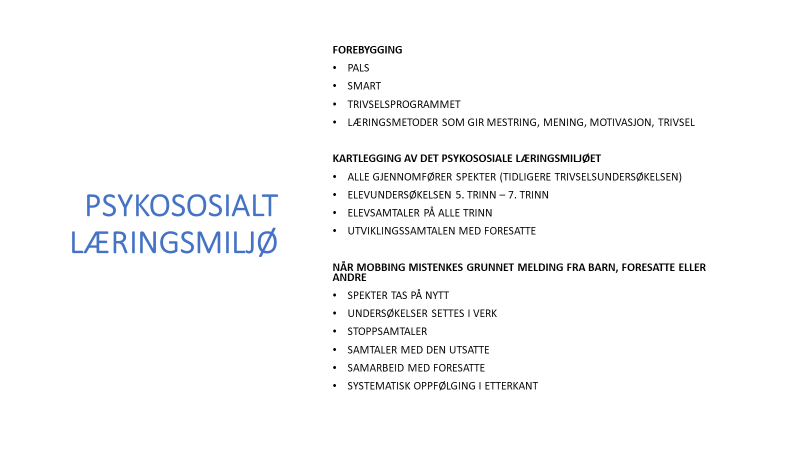 PSYKOSOSIALT
LÆRINGSMILJØ
FOREBYGGING
• PALS
• SMART
• TRIVSELSPROGRAMMET
• LÆRINGSMETODER SOM GIR MESTRING, MENING, MOTIVASJON, TRIVSEL
KARTLEGGING AV DET PSYKOSOSIALE LÆRINGSMILJØET
• ALLE GJENNOMFØRER SPEKTER (TIDLIGERE TRIVSELSUNDERSØKELSEN)
• ELEVUNDERSØKELSEN 5. TRINN – 7. TRINN
• ELEVSAMTALER PÅ ALLE TRINN
• UTVIKLINGSSAMTALEN MED FORESATTE
NÅR MOBBING MISTENKES GRUNNET MELDING FRA BARN, FORESATTE ELLER
ANDRE
• SPEKTER TAS PÅ NYTT
• UNDERSØKELSER SETTES I VERK
• STOPPSAMTALER
• SAMTALER MED DEN UTSATTE
• SAMARBEID MED FORESATTE
• SYSTEMATISK OPPFØLGING I ETTERKANT